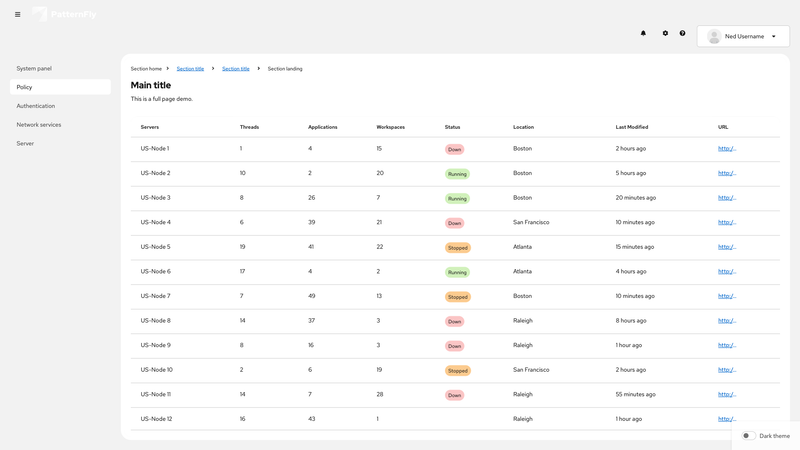 PatternFly
Ned Username
System panel
Policy
Authentication
Network services
Server
Section home Section title Section title Section landing
Main title
This is a full page demo.
Servers Threads Applications Workspaces Status Location Last Modified URL
US-Node 1 1 4 15 Down Boston 2 hours ago http:/...
US-Node 2 10 2 20 Running Boston 5 hours ago http:/...
US-Node 3 8 26 7 Running Boston 20 minutes ago http:/...
US-Node 4 6 39 21 Down San Francisco 10 minutes ago http:/...
US-Node 5 19 41 22 Stopped Atlanta 15 minutes ago http:/...
US-Node 6 17 4 2 Running Atlanta 4 hours ago http:/...
US-Node 7 7 49 13 Stopped Boston 10 minutes ago http:/...
US-Node 8 14 37 3 Down Raleigh 8 hours ago http:/...
US-Node 9 8 16 3 Down Raleigh 1 hour ago http:/...
US-Node 10 2 6 19 Stopped San Francisco 2 hours ago http:/...
US-Node 11 14 7 28 Down Raleigh 55 minutes ago http:/...
US-Node 12 16 43 1 Raleigh 1 hour ago http:/...
Dark theme